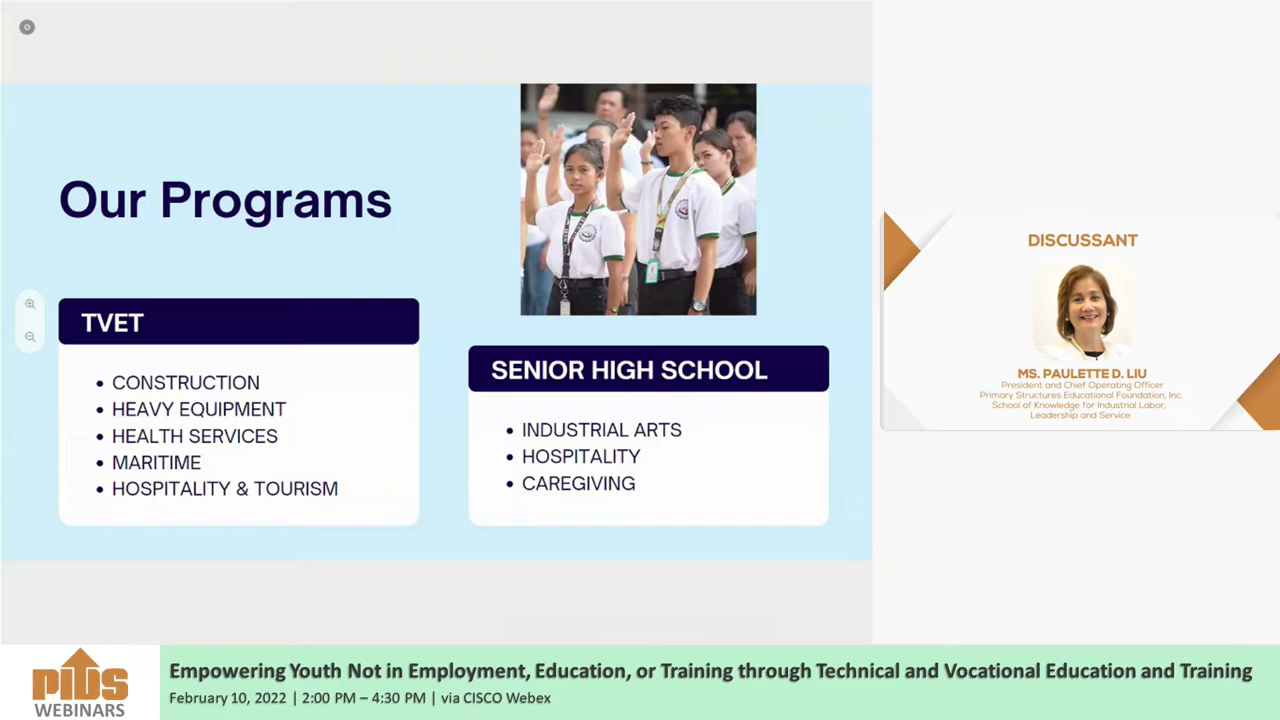 Our Programs
TVET
• CONSTRUCTION
• HEAVY EQUIPMENT
• HEALTH SERVICES
• MARITIME
• HOSPITALITY & TOURISM
SENIOR HIGH SCHOOL
• INDUSTRIAL ARTS
• HOSPITALITY
• CAREGIVING
DISCUSSANT
MS. PAULETTE D. LIU
President and Chief Operating Officer
Primary Structures Educational Foundation, Inc.
School of Knowledge for Industrial Labor,
Leadership and Service
PIDS
WEBINARS
Empowering Youth Not in Employment, Education, or Training through Technical and Vocational Education and Training
February 10, 2022 | 2:00 PM – 4:30 PM | via CISCO Webex